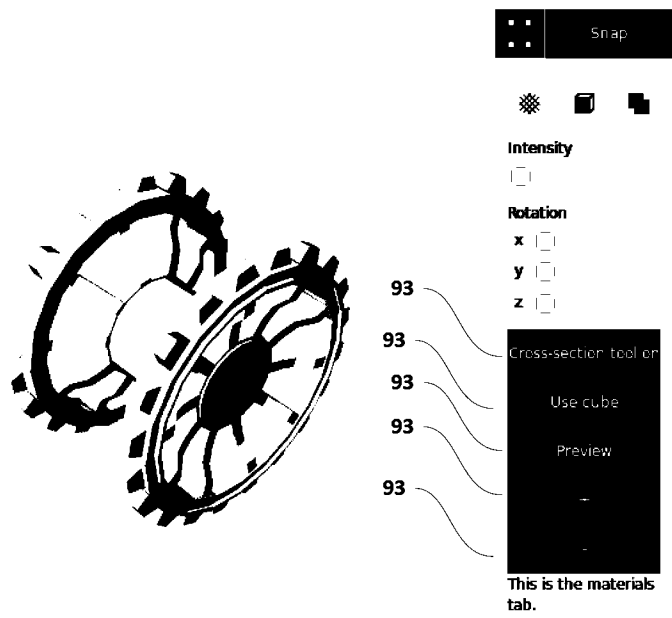 Snap
Intensity
Rotation
x
y
z
93
Cross-section tool or
93
Use cube
93
Preview
93
+
93
-
This is the materials
tab.